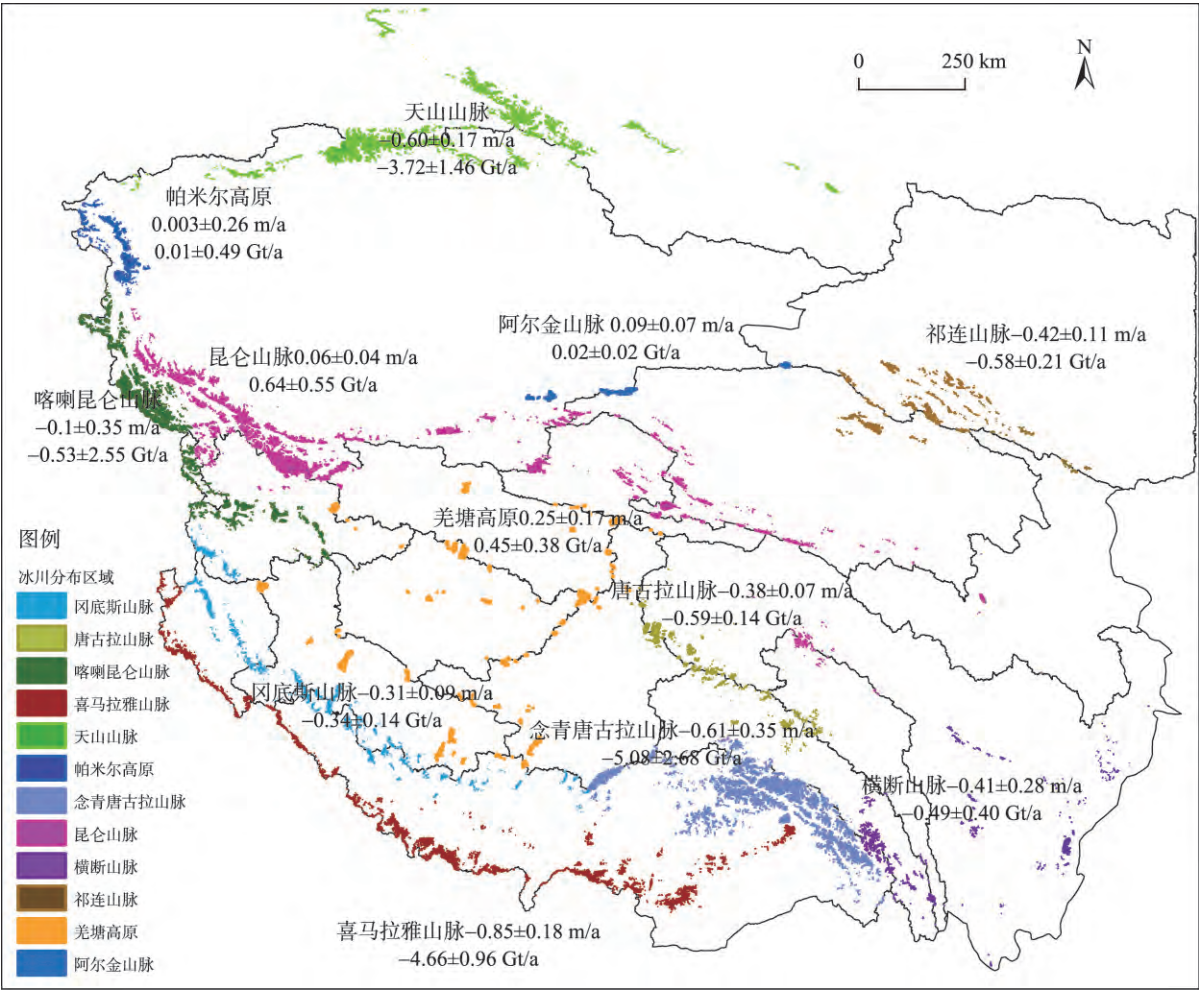 N
0 250 km
天山山脉
−0.60±0.17 m/a
−3.72±1.46 Gt/a
帕米尔高原
0.003±0.26 m/a
0.01±0.49 Gt/a
阿尔金山脉 0.09±0.07 m/a
0.02±0.02 Gt/a
祁连山脉−0.42±0.11 m/a
−0.58±0.21 Gt/a
昆仑山脉0.06±0.04 m/a
0.64±0.55 Gt/a
喀喇昆仑山脉
−0.1±0.35 m/a
−0.53±2.55 Gt/a
羌塘高原0.25±0.17 m/a
0.45±0.38 Gt/a
唐古拉山脉−0.38±0.07 m/a
−0.59±0.14 Gt/a
冈底斯山脉−0.31±0.09 m/a
−0.34±0.14 Gt/a
念青唐古拉山脉−0.61±0.35 m/a
−5.08±2.68 Gt/a
横断山脉−0.41±0.28 m/a
−0.49±0.40 Gt/a
喜马拉雅山脉−0.85±0.18 m/a
−4.66±0.96 Gt/a
图例
冰川分布区域
冈底斯山脉
唐古拉山脉
喀喇昆仑山脉
喜马拉雅山脉
天山山脉
帕米尔高原
念青唐古拉山脉
昆仑山脉
横断山脉
祁连山脉
羌塘高原
阿尔金山脉